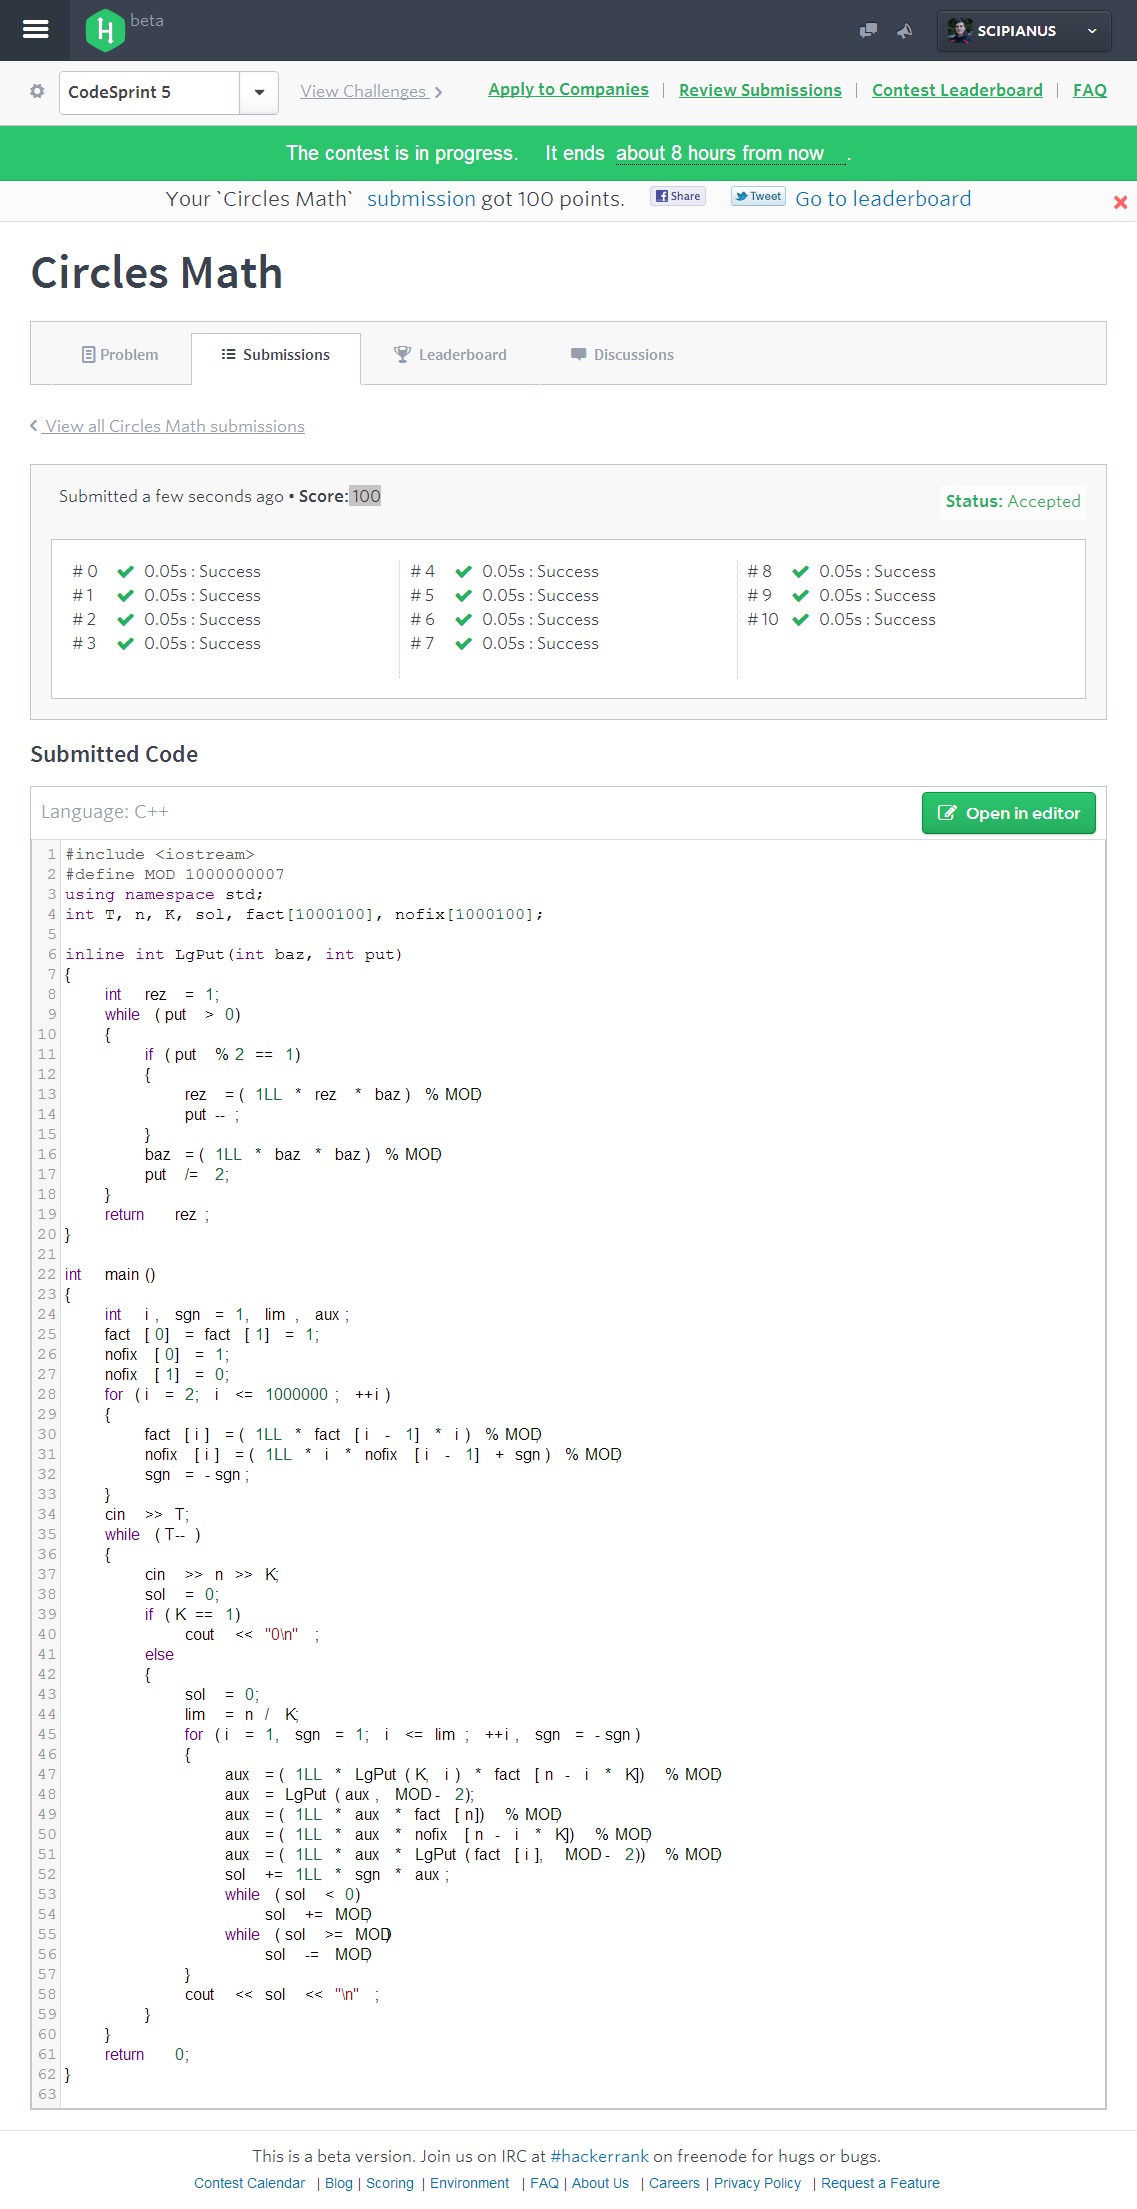 beta
SCIPIANUS
CodeSprint 5
View Challenges
Apply to Companies | Review Submissions | Contest Leaderboard | FAQ
The contest is in progress. It ends about 8 hours from now .
Your `Circles Math` submission got 100 points. Share Tweet Go to leaderboard
Circles Math
Problem Submissions Leaderboard Discussions
View all Circles Math submissions
Submitted a few seconds ago • Score: 100
Status: Accepted
#0 0.05s : Success
#1 0.05s : Success
#2 0.05s : Success
#3 0.05s : Success
#4 0.05s : Success
#5 0.05s : Success
#6 0.05s : Success
#7 0.05s : Success
#8 0.05s : Success
#9 0.05s : Success
#10 0.05s : Success
Submitted Code
Language: C++
Open in editor
1 #include <iostream>
2 #define MOD 1000000007
3 using namespace std;
4 int T, n, K, sol, fact[1000100], nofix[1000100];
5
6 inline int LgPut(int baz, int put)
7 {
8 int rez = 1;
9 while (put > 0)
10 {
11 if (put % 2 == 1)
12 {
13 rez = (1LL * rez * baz) % MOD;
14 put--;
15 }
16 baz = (1LL * baz * baz) % MOD;
17 put /= 2;
18 }
19 return rez;
20 }
21
22 int main()
23 {
24 int i, sgn = 1, lim, aux;
25 fact[0] = fact[1] = 1;
26 nofix[0] = 1;
27 nofix[1] = 0;
28 for (i = 2; i <= 1000000; ++i)
29 {
30 fact[i] = (1LL * fact[i - 1] * i) % MOD;
31 nofix[i] = (1LL * i * nofix[i - 1] + sgn) % MOD;
32 sgn = -sgn;
33 }
34 cin >> T;
35 while (T--)
36 {
37 cin >> n >> K;
38 sol = 0;
39 if (K == 1)
40 cout << "0\n";
41 else
42 {
43 sol = 0;
44 lim = n / K;
45 for (i = 1, sgn = 1; i <= lim; ++i, sgn = -sgn)
46 {
47 aux = (1LL * LgPut(K, i) * fact[n - i * K]) % MOD;
48 aux = LgPut(aux, MOD - 2);
49 aux = (1LL * aux * fact[n]) % MOD;
50 aux = (1LL * aux * nofix[n - i * K]) % MOD;
51 aux = (1LL * aux * LgPut(fact[i], MOD - 2)) % MOD;
52 sol += 1LL * sgn * aux;
53 while (sol < 0)
54 sol += MOD;
55 while (sol >= MOD)
56 sol -= MOD;
57 }
58 cout << sol << "\n";
59 }
60 }
61 return 0;
62 }
63
This is a beta version. Join us on IRC at #hackerrank on freenode for hugs or bugs.
Contest Calendar | Blog | Scoring | Environment | FAQ | About Us | Careers | Privacy Policy | Request a Feature